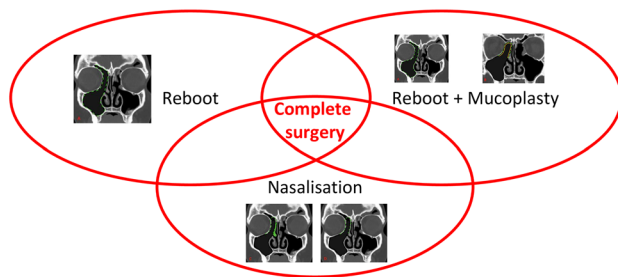 Reboot
Reboot + Mucoplasty
Complete
surgery
Nasalisation